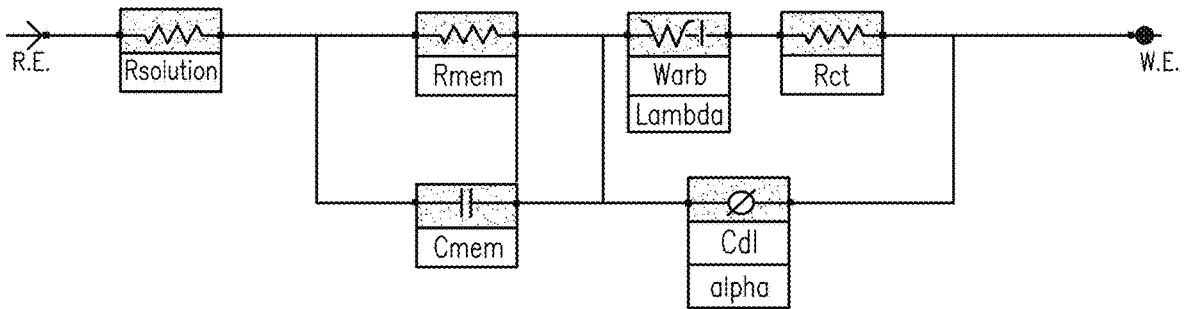 R.E.
Rsolution
Rmem
Warb
Lambda
Rct
W.E.
Cmem
Cdl
alpha